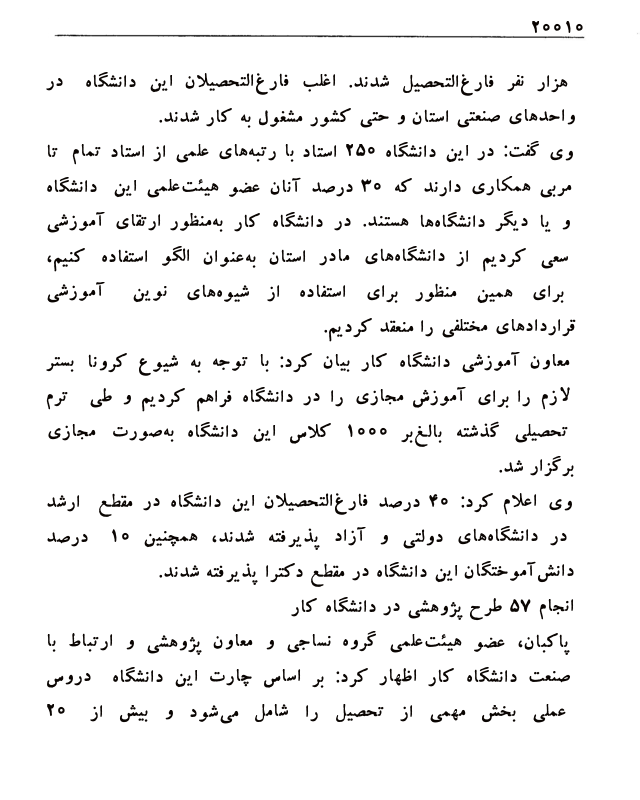 ۲۰۰۱۰
هزار نفر فارغ‌التحصیل شدند. اغلب فارغ‌التحصیلان این دانشگاه در
واحدهای صنعتی استان و حتی کشور مشغول به کار شدند.
وی گفت: در این دانشگاه ۲۵۰ استاد با رتبه‌های علمی از استاد تمام تا
مربی همکاری دارند که ۳۰ درصد آنان عضو هیئت‌علمی این دانشگاه
و یا دیگر دانشگاه‌ها هستند. در دانشگاه کار به‌منظور ارتقای آموزشی
سعی کردیم از دانشگاه‌های مادر استان به‌عنوان الگو استفاده کنیم،
برای همین منظور برای استفاده از شیوه‌های نوین آموزشی
قراردادهای مختلفی را منعقد کردیم.
معاون آموزشی دانشگاه کار بیان کرد: با توجه به شیوع کرونا بستر
لازم را برای آموزش مجازی را در دانشگاه فراهم کردیم و طی ترم
تحصیلی گذشته بالغ‌بر ۱۰۰۰ کلاس این دانشگاه به‌صورت مجازی
برگزار شد.
وی اعلام کرد: ۴۰ درصد فارغ‌التحصیلان این دانشگاه در مقطع ارشد
در دانشگاه‌های دولتی و آزاد پذیرفته شدند، همچنین ۱۰ درصد
دانش‌آموختگان این دانشگاه در مقطع دکترا پذیرفته شدند.
انجام ۵۷ طرح پژوهشی در دانشگاه کار
پاکبان، عضو هیئت‌علمی گروه نساجی و معاون پژوهشی و ارتباط با
صنعت دانشگاه کار اظهار کرد: بر اساس چارت این دانشگاه دروس
عملی بخش مهمی از تحصیل را شامل می‌شود و بیش از ۲۰